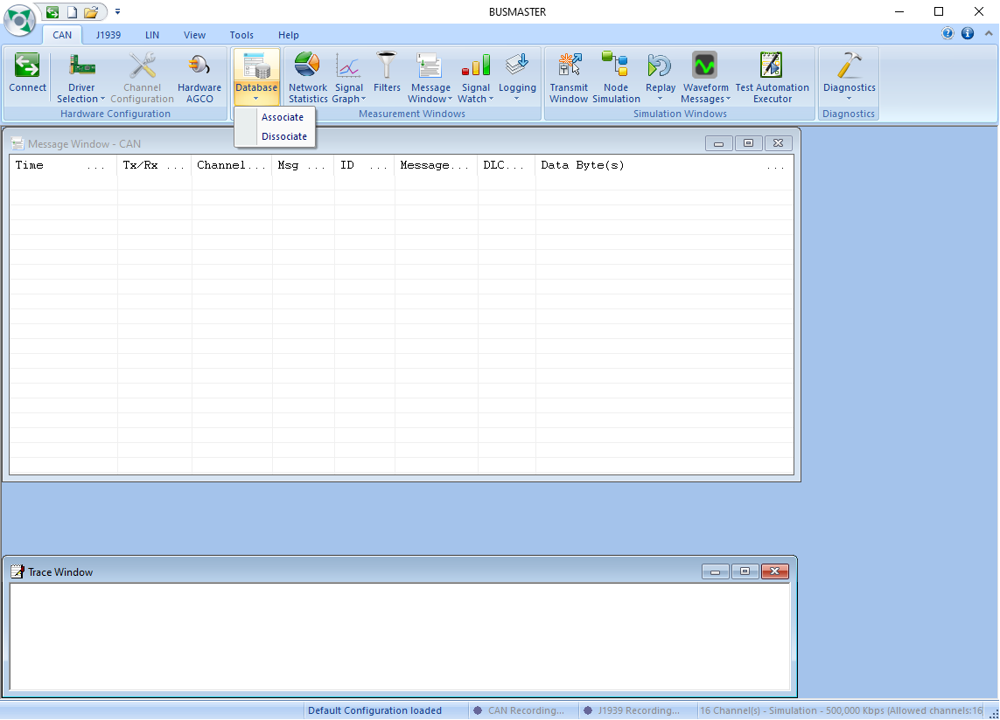 BUSMASTER
CAN J1939 LIN View Tools Help
Connect Driver Selection Channel Configuration Hardware AGCO Database Network Statistics Signal Graph Filters Message Window Signal Watch Logging Transmit Window Node Simulation Replay Waveform Messages Test Automation Executor Diagnostics
Hardware Configuration Measurement Windows Simulation Windows Diagnostics
Associate
Dissociate
Message Window - CAN
Time ... Tx/Rx ... Channel... Msg ... ID ... Message... DLC... Data Byte(s) ...
Trace Window
Default Configuration loaded CAN Recording... J1939 Recording... 16 Channel(s) - Simulation - 500,000 Kbps (Allowed channels:16